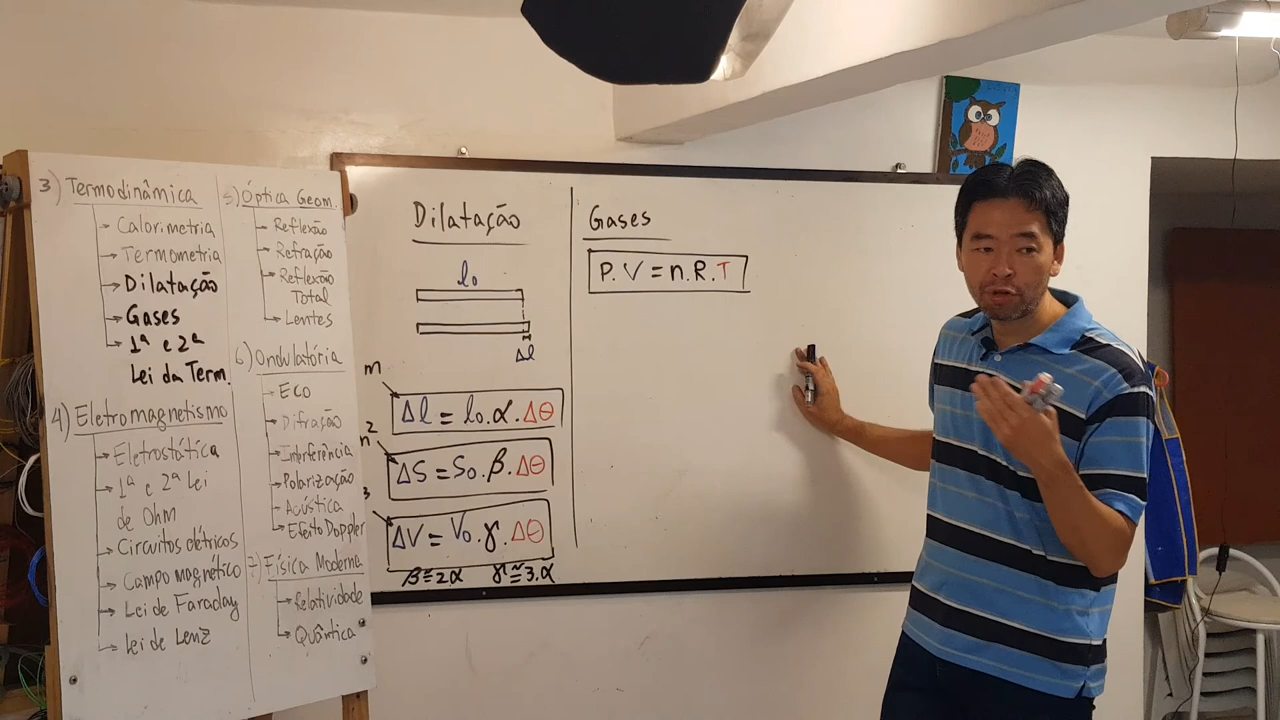 3) Termodinâmica
Calorimetria
Termometria
Dilatação
Gases
1ª e 2ª
Lei da Term.
4) Eletromagnetismo
Eletrostática
1ª e 2ª Lei
de Ohm
Circuitos elétricos
Campo magnético
Lei de Faraday
Lei de Lenz
5) Óptica Geom.
Reflexão
Refração
Reflexão
Total
Lentes
6) Ondulatória
Eco
Difração
Interferência
Polarização
Acústica
Efeito Doppler
7) Física Moderna
Relatividade
Quântica
Dilatação
l₀
Δl
m
Δl = l₀.α.Δθ
2
ΔS = S₀.β.Δθ
3
ΔV = V₀.γ.Δθ
β≅2α γ≅3.α
Gases
P.V = n.R.T